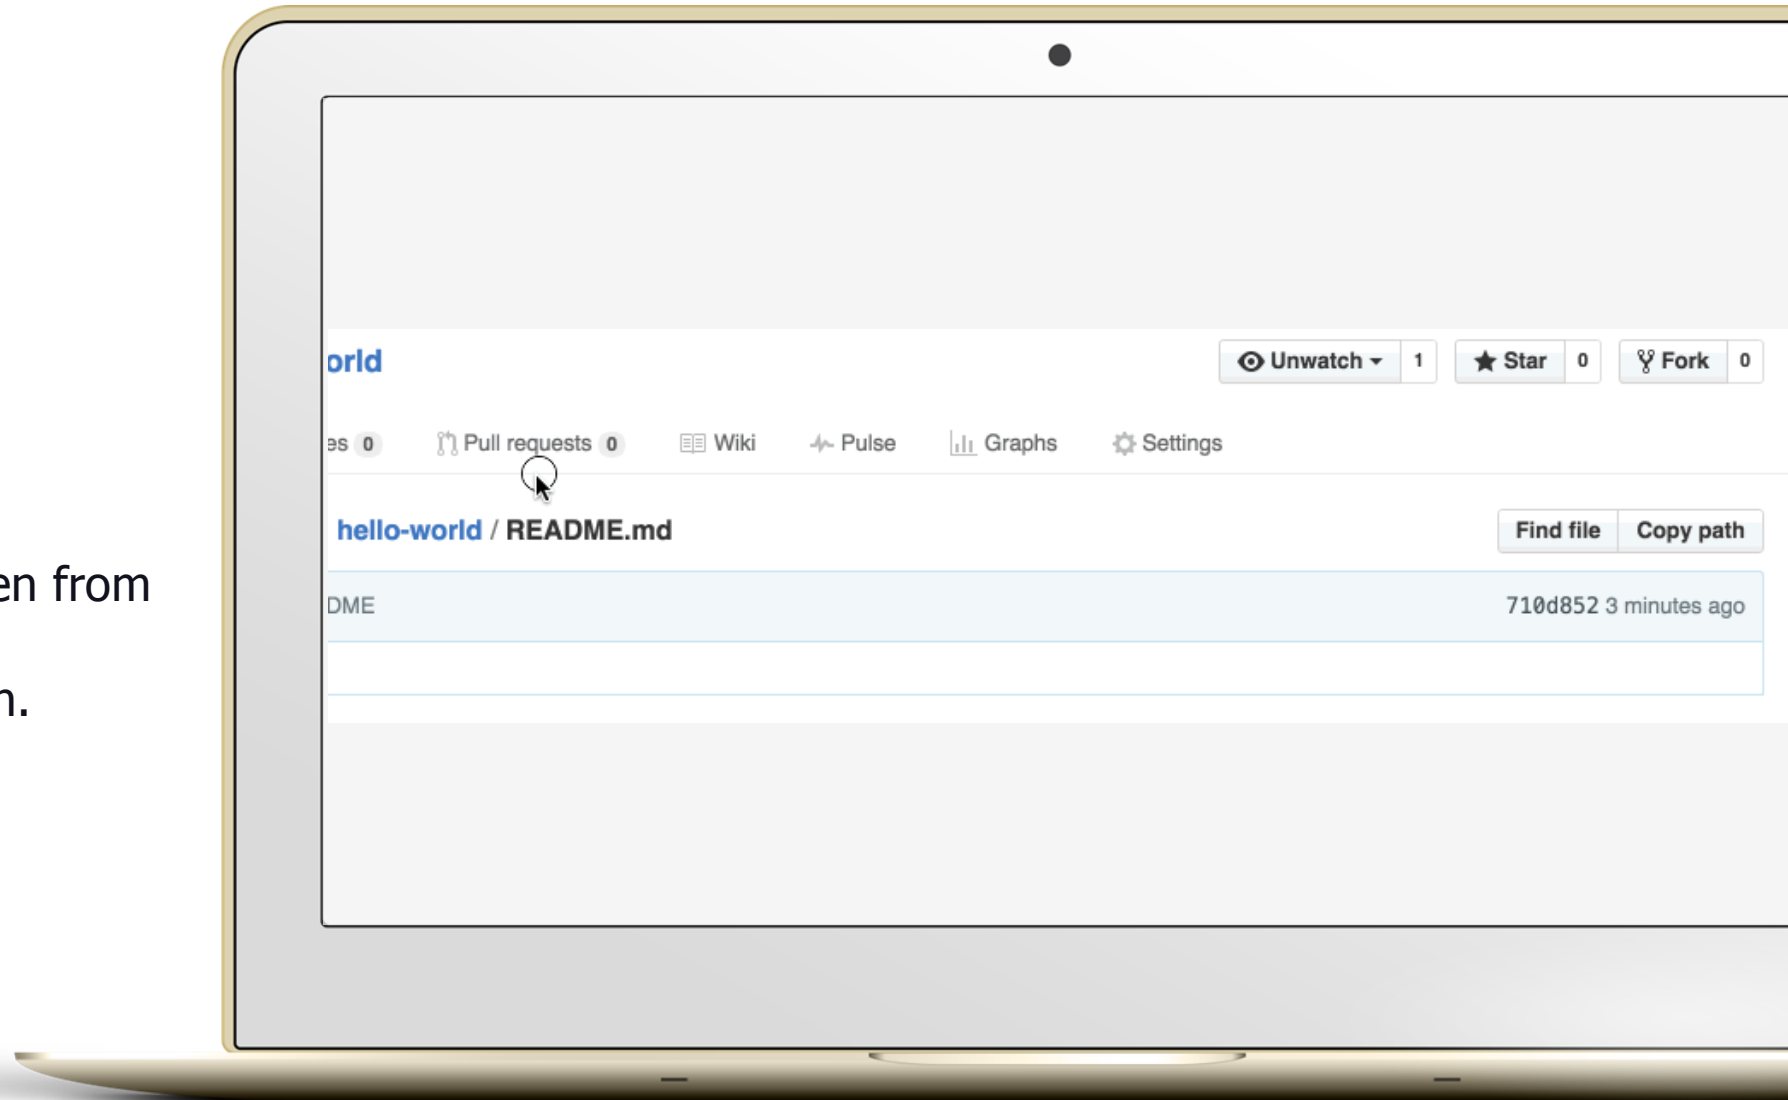 orld Unwatch 1 Star 0 Fork 0
es 0 Pull requests 0 Wiki Pulse Graphs Settings
hello-world / README.md Find file Copy path
en from
DME 710d852 3 minutes ago
n.